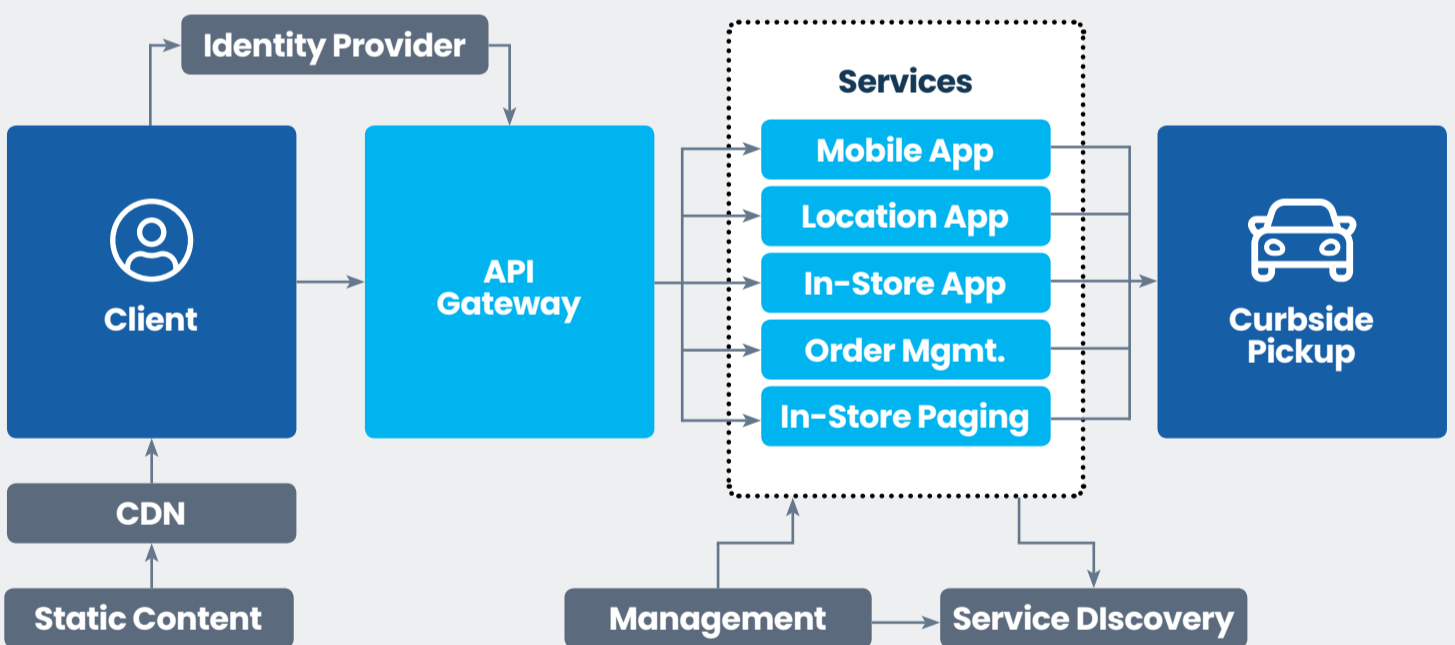 Identity Provider
Services
Client
API
Gateway
Mobile App
Location App
In-Store App
Order Mgmt.
In-Store Paging
Curbside
Pickup
CDN
Static Content
Management
Service DIscovery